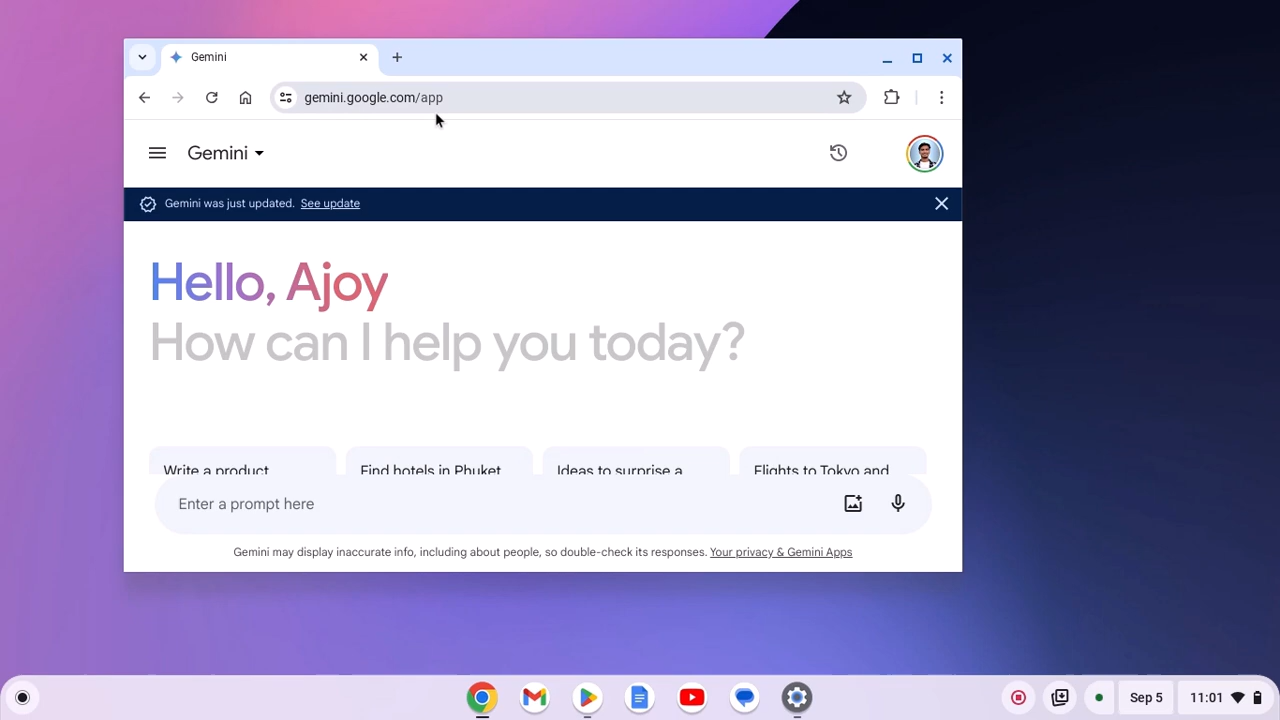 Gemini
gemini.google.com/app
Gemini
Gemini was just updated. See update
Hello, Ajoy
How can I help you today?
Write a product
Find hotels in Phuket
Ideas to surprise a
Flights to Tokyo and
Enter a prompt here
Gemini may display inaccurate info, including about people, so double-check its responses. Your privacy & Gemini Apps
Sep 5
11:01